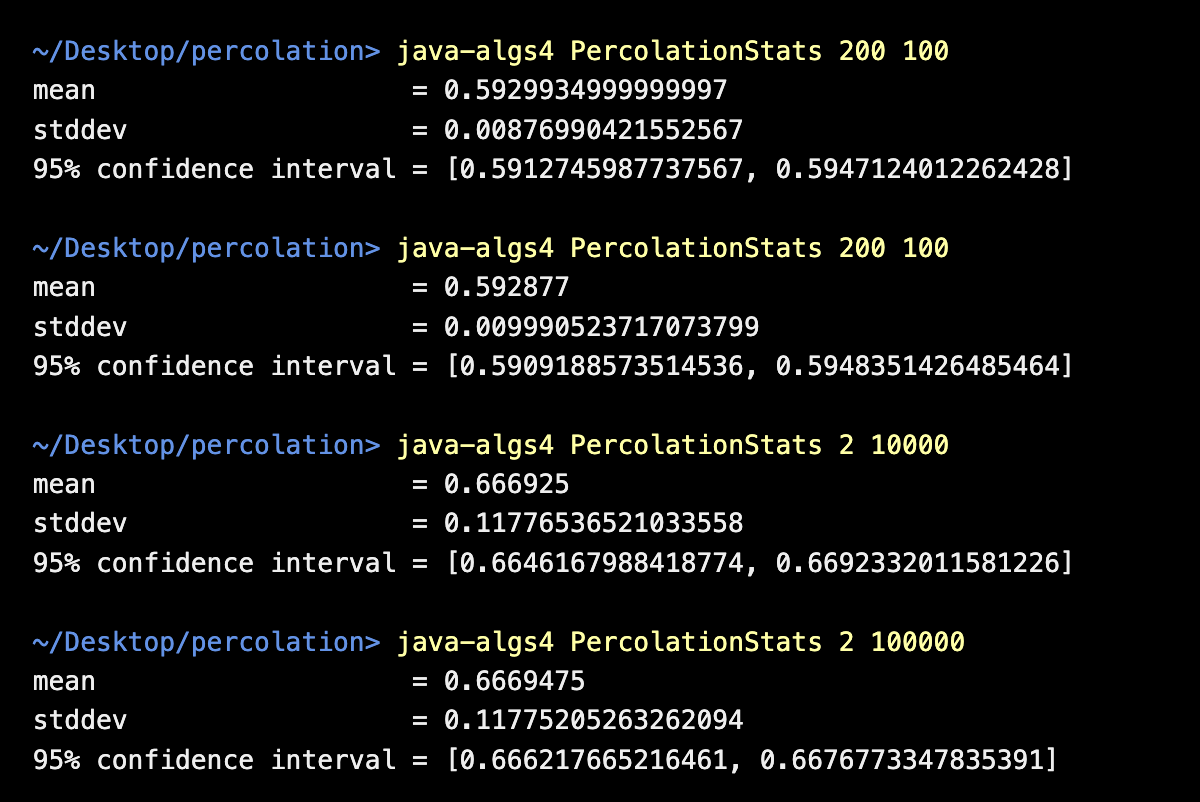 ~/Desktop/percolation> java-algs4 PercolationStats 200 100
mean                    = 0.5929934999999997
stddev                  = 0.00876990421552567
95% confidence interval = [0.5912745987737567, 0.5947124012262428]

~/Desktop/percolation> java-algs4 PercolationStats 200 100
mean                    = 0.592877
stddev                  = 0.009990523717073799
95% confidence interval = [0.5909188573514536, 0.5948351426485464]

~/Desktop/percolation> java-algs4 PercolationStats 2 10000
mean                    = 0.666925
stddev                  = 0.11776536521033558
95% confidence interval = [0.6646167988418774, 0.6692332011581226]

~/Desktop/percolation> java-algs4 PercolationStats 2 100000
mean                    = 0.6669475
stddev                  = 0.11775205263262094
95% confidence interval = [0.666217665216461, 0.6676773347835391]